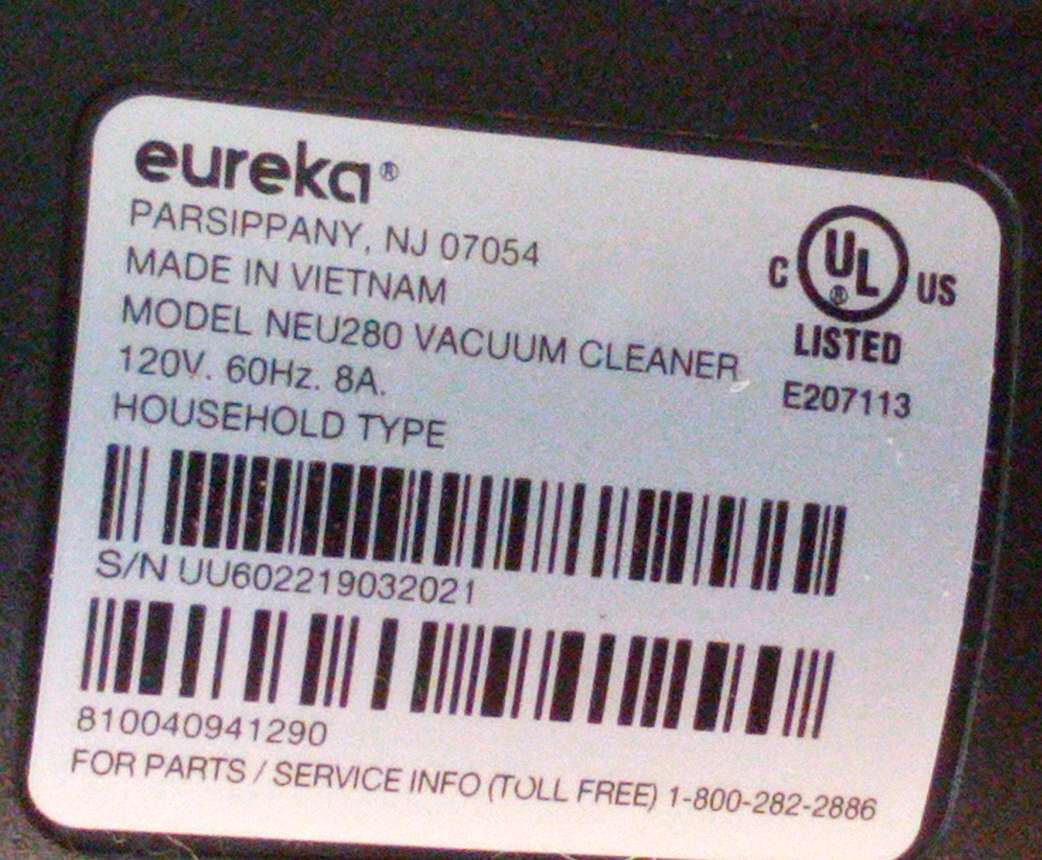 eureka®
PARSIPPANY, NJ 07054
MADE IN VIETNAM
MODEL NEU280 VACUUM CLEANER
120V. 60Hz. 8A.
HOUSEHOLD TYPE
C UL® US
LISTED
E207113
S/N UU602219032021
810040941290
FOR PARTS / SERVICE INFO (TOLL FREE) 1-800-282-2886